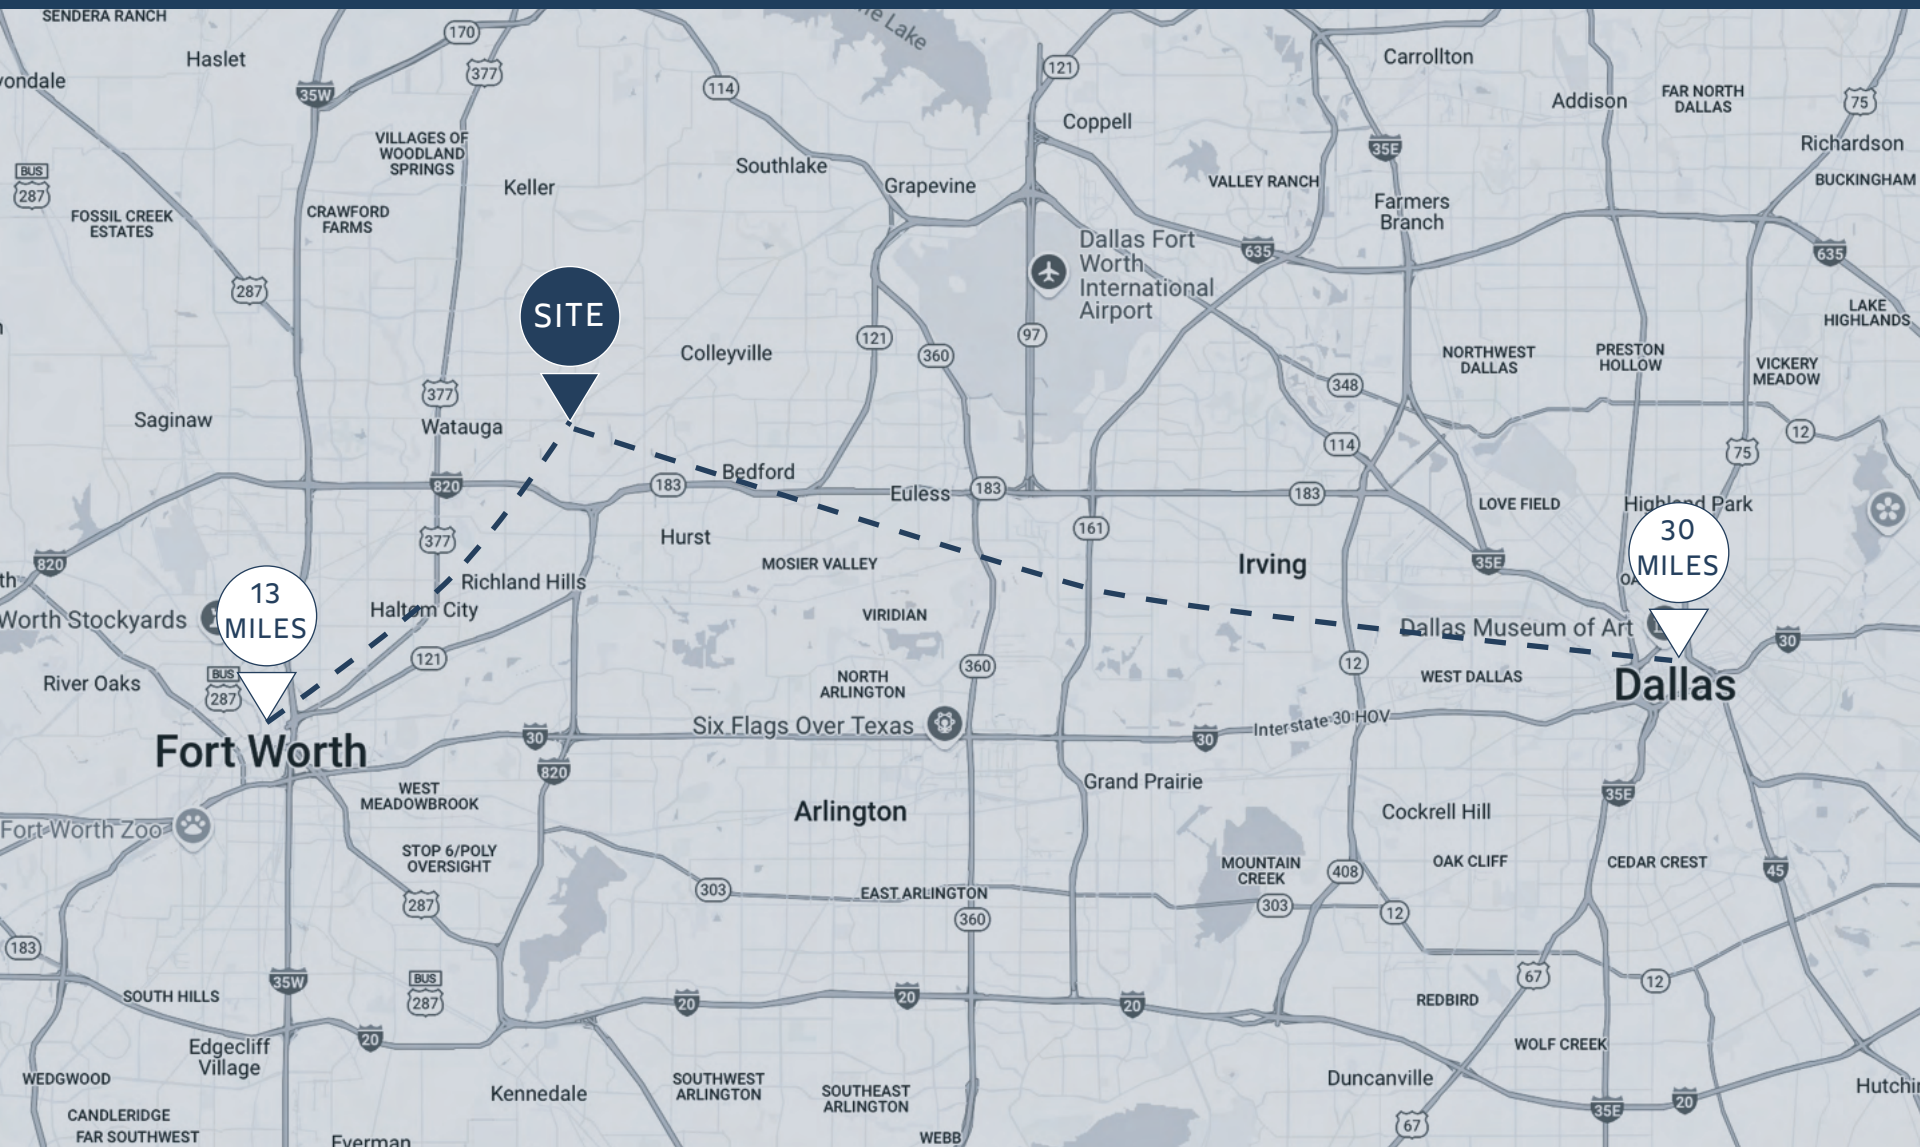 SENDERA RANCH
Haslet
170
377
35W
114
The Lake
121
Coppell
Carrollton
Addison
FAR NORTH
DALLAS
75
Richardson
BUCKINGHAM
VILLAGES OF
WOODLAND
SPRINGS
Keller
Southlake
Grapevine
VALLEY RANCH
35E
Farmers
Branch
BUS
287
FOSSIL CREEK
ESTATES
CRAWFORD
FARMS
287
SITE
Dallas Fort
Worth
International
Airport
635
635
LAKE
HIGHLANDS
121
360
97
Colleyville
NORTHWEST
DALLAS
PRESTON
HOLLOW
VICKERY
MEADOW
348
377
Saginaw
Watauga
114
12
75
820
183
Bedford
Euless
183
183
LOVE FIELD
Highland Park
377
Hurst
161
MOSIER VALLEY
Irving
35E
30
MILES
820
Richland Hills
13
MILES
Haltom City
Worth Stockyards
VIRIDIAN
Dallas Museum of Art
30
121
360
12
BUS
287
River Oaks
NORTH
ARLINGTON
WEST DALLAS
Dallas
Fort Worth
30
Six Flags Over Texas
30
Interstate 30 HOV
820
WEST
MEADOWBROOK
Grand Prairie
35E
Arlington
Cockrell Hill
Fort Worth Zoo
STOP 6/POLY
OVERSIGHT
MOUNTAIN
CREEK
408
OAK CLIFF
CEDAR CREST
45
287
303
EAST ARLINGTON
303
12
360
183
35W
BUS
287
SOUTH HILLS
20
20
20
67
12
REDBIRD
20
Edgecliff
Village
WOLF CREEK
WEDGWOOD
Kennedale
SOUTHWEST
ARLINGTON
SOUTHEAST
ARLINGTON
Duncanville
35E
20
CANDLERIDGE
FAR SOUTHWEST
Everman
WEBB
67